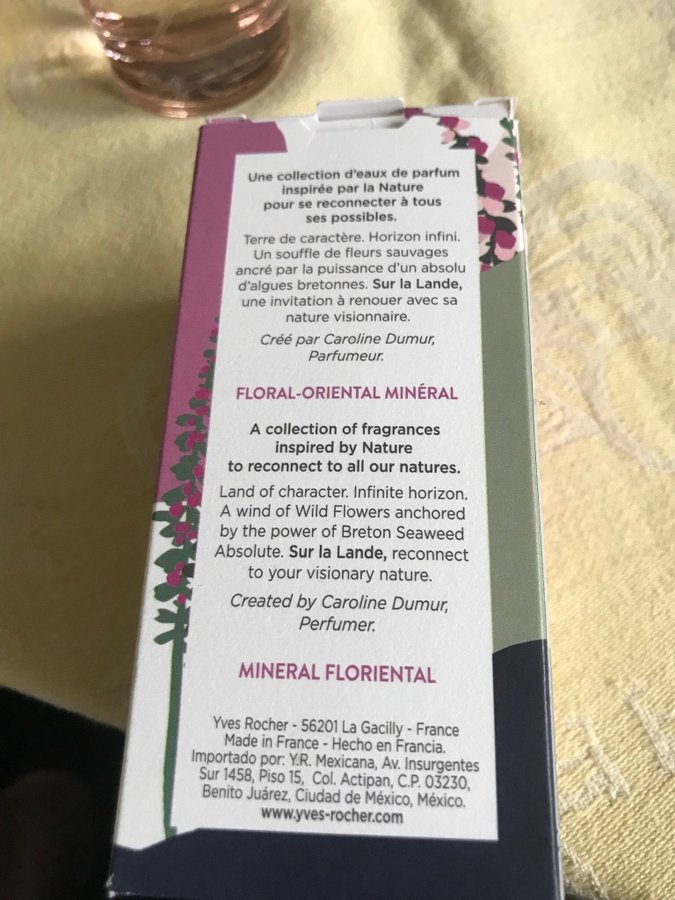 Une collection d'eaux de parfum
inspirée par la Nature
pour se reconnecter à tous
ses possibles.
Terre de caractère. Horizon infini.
Un souffle de fleurs sauvages
ancré par la puissance d'un absolu
d'algues bretonnes. Sur la Lande,
une invitation à renouer avec sa
nature visionnaire.
Créé par Caroline Dumur,
Parfumeur.
FLORAL-ORIENTAL MINÉRAL
A collection of fragrances
inspired by Nature
to reconnect to all our natures.
Land of character. Infinite horizon.
A wind of Wild Flowers anchored
by the power of Breton Seaweed
Absolute. Sur la Lande, reconnect
to your visionary nature.
Created by Caroline Dumur,
Perfumer.
MINERAL FLORIENTAL
Yves Rocher - 56201 La Gacilly - France
Made in France - Hecho en Francia.
Importado por: Y.R. Mexicana, Av. Insurgentes
Sur 1458, Piso 15, Col. Actipan, C.P. 03230,
Benito Juárez, Ciudad de México, México.
www.yves-rocher.com